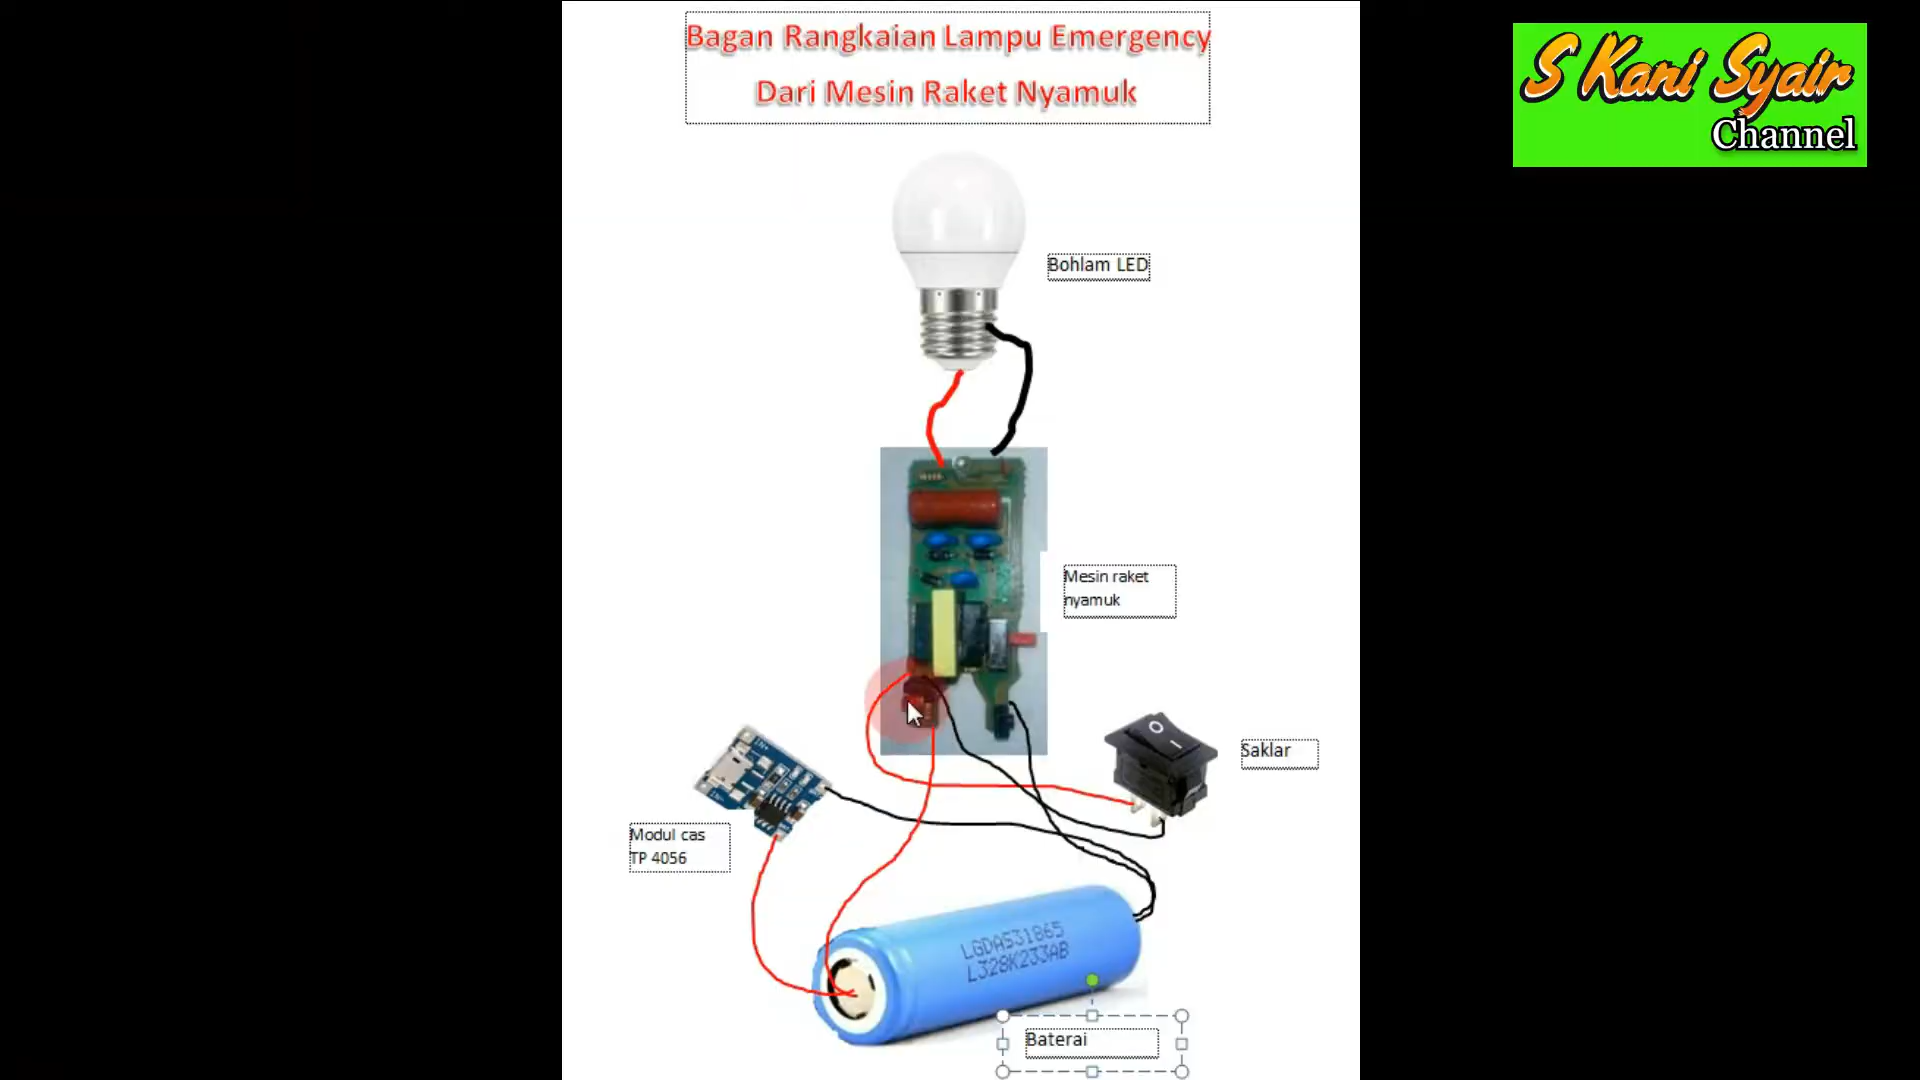 Bagan Rangkaian Lampu Emergency
Dari Mesin Raket Nyamuk
S Kani Syair
Channel
Bohlam LED
Mesin raket
nyamuk
Saklar
Modul cas
TP 4056
LGDAS31865
L328K233AB
Baterai